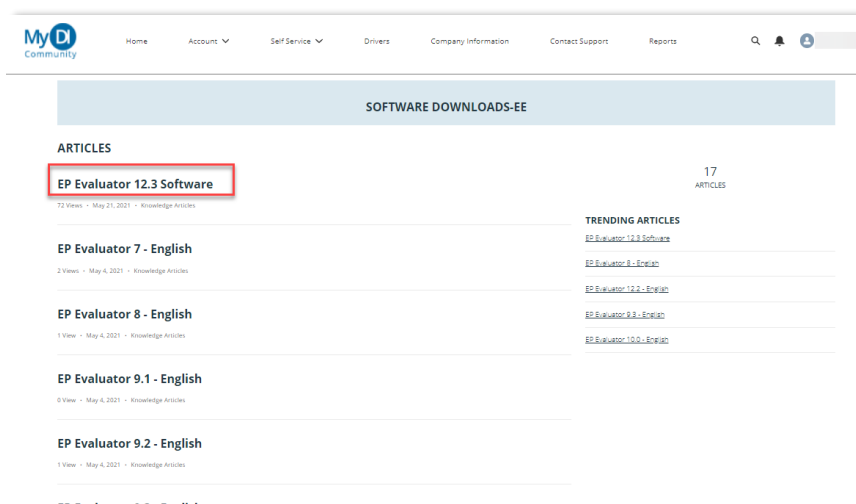 My DI
Community
Home Account Self Service Drivers Company Information Contact Support Reports
SOFTWARE DOWNLOADS-EE
ARTICLES
EP Evaluator 12.3 Software
72 Views • May 21, 2021 • Knowledge Articles
EP Evaluator 7 - English
2 Views • May 4, 2021 • Knowledge Articles
EP Evaluator 8 - English
1 View • May 4, 2021 • Knowledge Articles
EP Evaluator 9.1 - English
0 View • May 4, 2021 • Knowledge Articles
EP Evaluator 9.2 - English
1 View • May 4, 2021 • Knowledge Articles
17
ARTICLES
TRENDING ARTICLES
EP Evaluator 12.3 Software
EP Evaluator 8 - English
EP Evaluator 12.2 - English
EP Evaluator 9.3 - English
EP Evaluator 10.0 - English